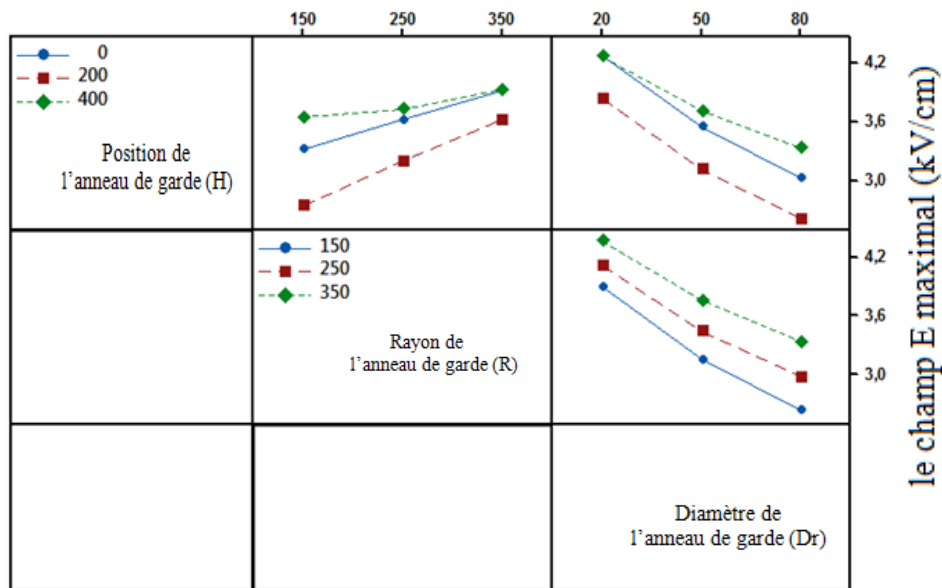 150 250 350 20 50 80
0
200
400
Position de
l'anneau de garde (H)
4,2
3,6
3,0
150
250
350
Rayon de
l'anneau de garde (R)
4,2
3,6
3,0
Diamètre de
l'anneau de garde (Dr)
le champ E maximal (kV/cm)